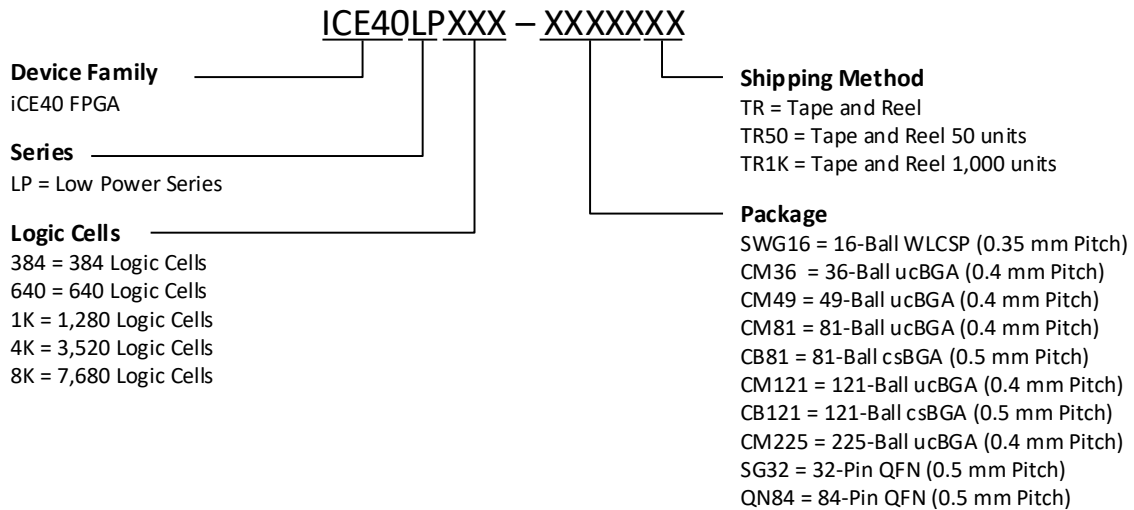 ICE40LPXXX – XXXXXXXX
Device Family
iCE40 FPGA
Series
LP = Low Power Series
Logic Cells
384 = 384 Logic Cells
640 = 640 Logic Cells
1K = 1,280 Logic Cells
4K = 3,520 Logic Cells
8K = 7,680 Logic Cells
Shipping Method
TR = Tape and Reel
TR50 = Tape and Reel 50 units
TR1K = Tape and Reel 1,000 units
Package
SWG16 = 16-Ball WLCSP (0.35 mm Pitch)
CM36 = 36-Ball ucBGA (0.4 mm Pitch)
CM49 = 49-Ball ucBGA (0.4 mm Pitch)
CM81 = 81-Ball ucBGA (0.4 mm Pitch)
CB81 = 81-Ball csBGA (0.5 mm Pitch)
CM121 = 121-Ball ucBGA (0.4 mm Pitch)
CB121 = 121-Ball csBGA (0.5 mm Pitch)
CM225 = 225-Ball ucBGA (0.4 mm Pitch)
SG32 = 32-Pin QFN (0.5 mm Pitch)
QN84 = 84-Pin QFN (0.5 mm Pitch)